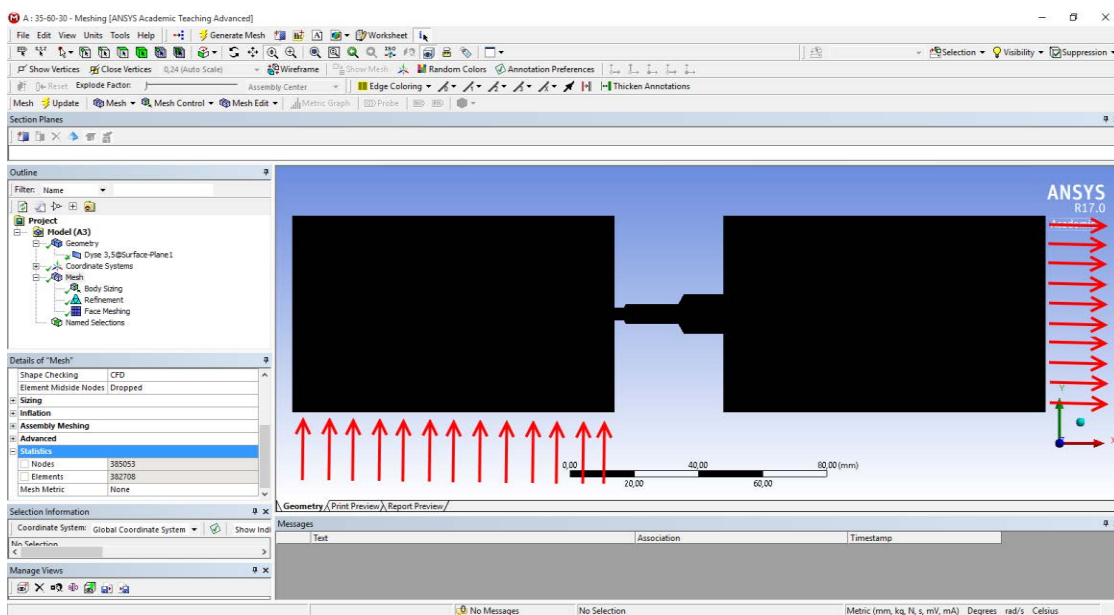 A : 35-60-30 - Meshing [ANSYS Academic Teaching Advanced]
File Edit View Units Tools Help Generate Mesh Worksheet
Selection Visibility Suppression
Show Vertices Close Vertices 0,24 (Auto Scale) Wireframe Show Mesh Random Colors Annotation Preferences
Reset Explode Factor: Assembly Center Edge Coloring Thicken Annotations
Mesh Update Mesh Mesh Control Mesh Edit Metric Graph Probe
Section Planes
Outline
Filter: Name
Project
Model (A3)
Geometry
Dyse 3,5@Surface-Plane1
Coordinate Systems
Mesh
Body Sizing
Refinement
Face Meshing
Named Selections
Details of "Mesh"
Shape Checking CFD
Element Midside Nodes Dropped
Sizing
Inflation
Assembly Meshing
Advanced
Statistics
Nodes 385053
Elements 382708
Mesh Metric None
ANSYS
R17.0
Y
X
0,00 40,00 80,00 (mm)
20,00 60,00
Geometry Print Preview Report Preview
Selection Information
Coordinate System: Global Coordinate System Show Indi
No Selection
Manage Views
Messages
Text Association Timestamp
No Messages No Selection Metric (mm, kg, N, s, mV, mA) Degrees rad/s Celsius